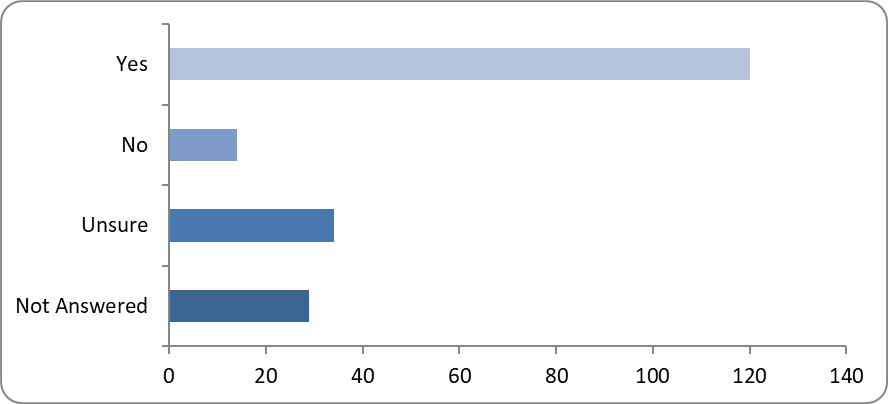 Yes
No
Unsure
Not Answered
0 20 40 60 80 100 120 140